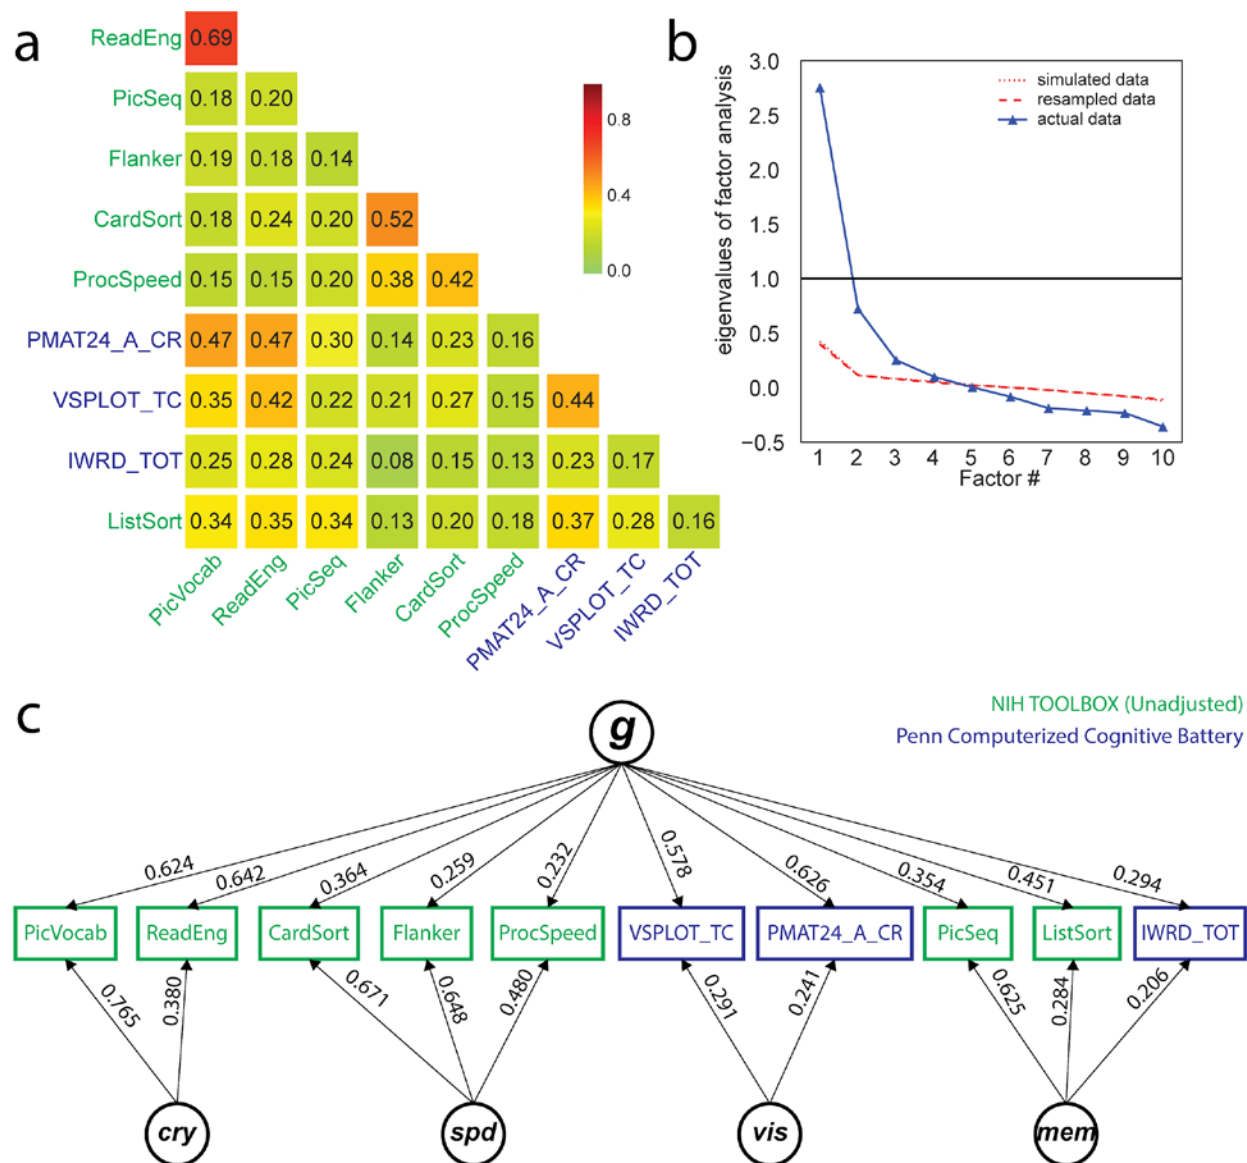 a
ReadEng 0.69
PicSeq 0.18 0.20
Flanker 0.19 0.18 0.14
CardSort 0.18 0.24 0.20 0.52
ProcSpeed 0.15 0.15 0.20 0.38 0.42
PMAT24_A_CR 0.47 0.47 0.30 0.14 0.23 0.16
VSPLOT_TC 0.35 0.42 0.22 0.21 0.27 0.15 0.44
IWRD_TOT 0.25 0.28 0.24 0.08 0.15 0.13 0.23 0.17
ListSort 0.34 0.35 0.34 0.13 0.20 0.18 0.37 0.28 0.16
PicVocab ReadEng PicSeq Flanker CardSort ProcSpeed PMAT24_A_CR VSPLOT_TC IWRD_TOT
0.8
0.4
0.0
b
eigenvalues of factor analysis
3.0
2.5
2.0
1.5
1.0
0.5
0.0
−0.5
simulated data
resampled data
actual data
1 2 3 4 5 6 7 8 9 10
Factor #
c
NIH TOOLBOX (Unadjusted)
Penn Computerized Cognitive Battery
g
0.624 0.642 0.364 0.259 0.232 0.578 0.626 0.354 0.451 0.294
PicVocab ReadEng CardSort Flanker ProcSpeed VSPLOT_TC PMAT24_A_CR PicSeq ListSort IWRD_TOT
0.765 0.380 0.671 0.648 0.480 0.291 0.241 0.625 0.284 0.206
cry spd vis mem